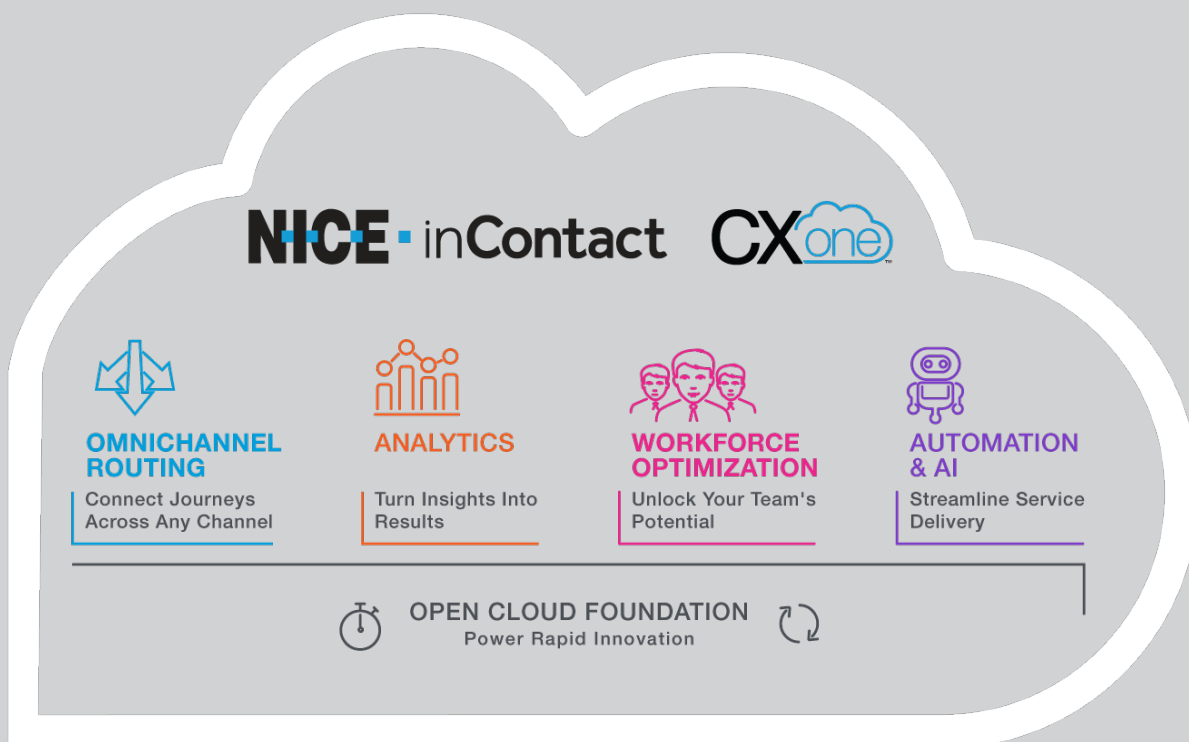 NICE inContact CXone™
OMNICHANNEL
ROUTING
Connect Journeys
Across Any Channel
ANALYTICS
Turn Insights Into
Results
WORKFORCE
OPTIMIZATION
Unlock Your Team's
Potential
AUTOMATION
& AI
Streamline Service
Delivery
OPEN CLOUD FOUNDATION
Power Rapid Innovation